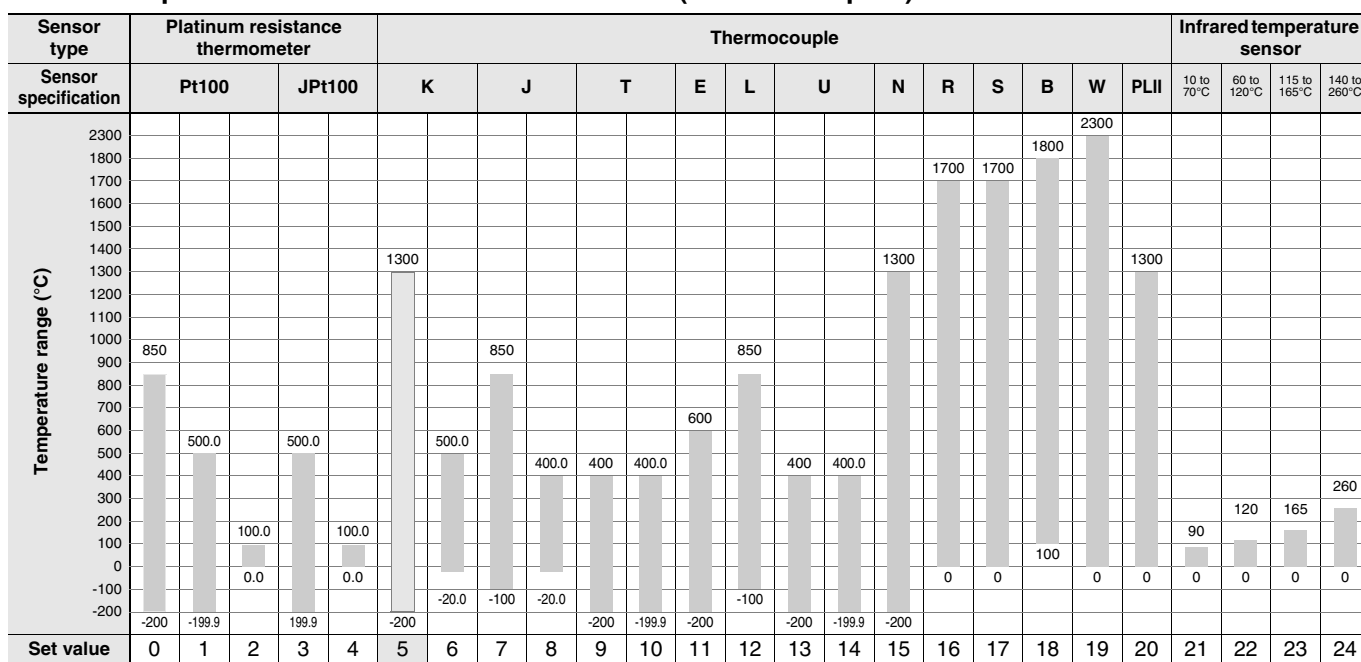 Sensor type Platinum resistance thermometer Thermocouple Infrared temperature sensor
Sensor specification Pt100 JPt100 K J T E L U N R S B W PLII 10 to 70°C 60 to 120°C 115 to 165°C 140 to 260°C
Temperature range (°C)
2300
1800
1700
1600
1500
1400
1300
1200
1100
1000
900
800
700
600
500
400
300
200
100
0
-100
-200
2300
1800
1700 1700
1300 1300 1300
850 850 850
600
500.0 500.0 500.0
400.0 400 400.0 400 400.0
260
120 165
100.0 100.0 90
100
0.0 0.0 0 0 0 0 0 0 0 0
-20.0 -100 -20.0 -100
-200 -199.9 199.9 -200 -200 -199.9 -200 -200 -199.9 -200
Set value 0 1 2 3 4 5 6 7 8 9 10 11 12 13 14 15 16 17 18 19 20 21 22 23 24